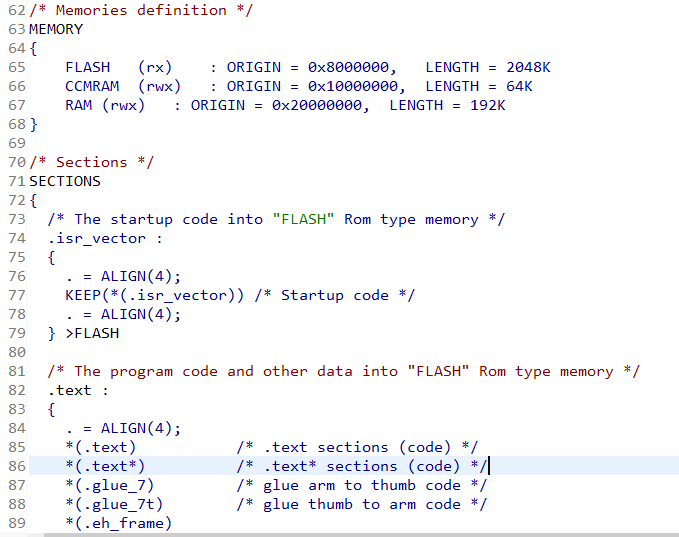 62 /* Memories definition */
63 MEMORY
64 {
65     FLASH   (rx)    : ORIGIN = 0x8000000,   LENGTH = 2048K
66     CCMRAM  (rwx)   : ORIGIN = 0x10000000,  LENGTH = 64K
67     RAM (rwx)   : ORIGIN = 0x20000000,  LENGTH = 192K
68 }
69
70 /* Sections */
71 SECTIONS
72 {
73   /* The startup code into "FLASH" Rom type memory */
74   .isr_vector :
75   {
76     . = ALIGN(4);
77     KEEP(*(.isr_vector)) /* Startup code */
78     . = ALIGN(4);
79   } >FLASH
80
81   /* The program code and other data into "FLASH" Rom type memory */
82   .text :
83   {
84     . = ALIGN(4);
85     *(.text)           /* .text sections (code) */
86     *(.text*)          /* .text* sections (code) */
87     *(.glue_7)         /* glue arm to thumb code */
88     *(.glue_7t)        /* glue thumb to arm code */
89     *(.eh_frame)